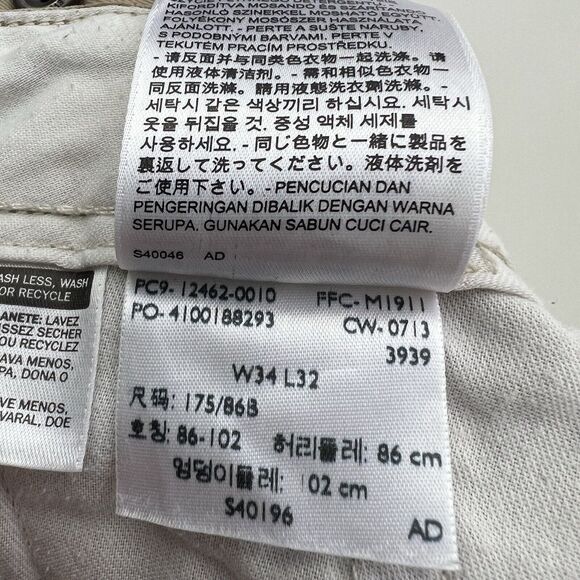 KIFORDÍTVA MOSANDÓ ÉS SZÁRÍTANDÓ.
HASONLÓ SZÍNEKKEL MOSANDÓ EGYÜTT.
FOLYÉKONY MOSÓSZER HASZNÁLATA
AJÁNLOTT. - PERTE A SUŠTE NARUBY,
S PODOBNÝMI BARVAMI. PERTE V
TEKUTÉM PRACÍM PROSTŘEDKU.
- 请反面并与同类色衣物一起洗涤。请
使用液体清洁剂。- 需和相似色衣物一
同反面洗滌。請用液態洗衣劑洗滌。-
세탁시 같은 색상끼리 하십시요. 세탁시
옷을 뒤집을 것. 중성 액체 세제를
사용하세요. - 同じ色物と一緒に製品を
裏返して洗ってください。液体洗剤を
ご使用下さい。- PENCUCIAN DAN
PENGERINGAN DIBALIK DENGAN WARNA
SERUPA. GUNAKAN SABUN CUCI CAIR.
S40046 AD
ASH LESS, WASH
OR RECYCLE
ANETE: LAVEZ
ISSEZ SÉCHER
OU RECYCLEZ
AVA MENOS,
PA, DONA O
VE MENOS,
VARAL, DOE
PC9- 12462-0010 FFC- M1911
PO- 4100188293 CW- 0713
3939
W34 L32
尺码: 175/86B
호칭: 86-102 허리둘레: 86 cm
엉덩이둘레: 102 cm
S40196 AD